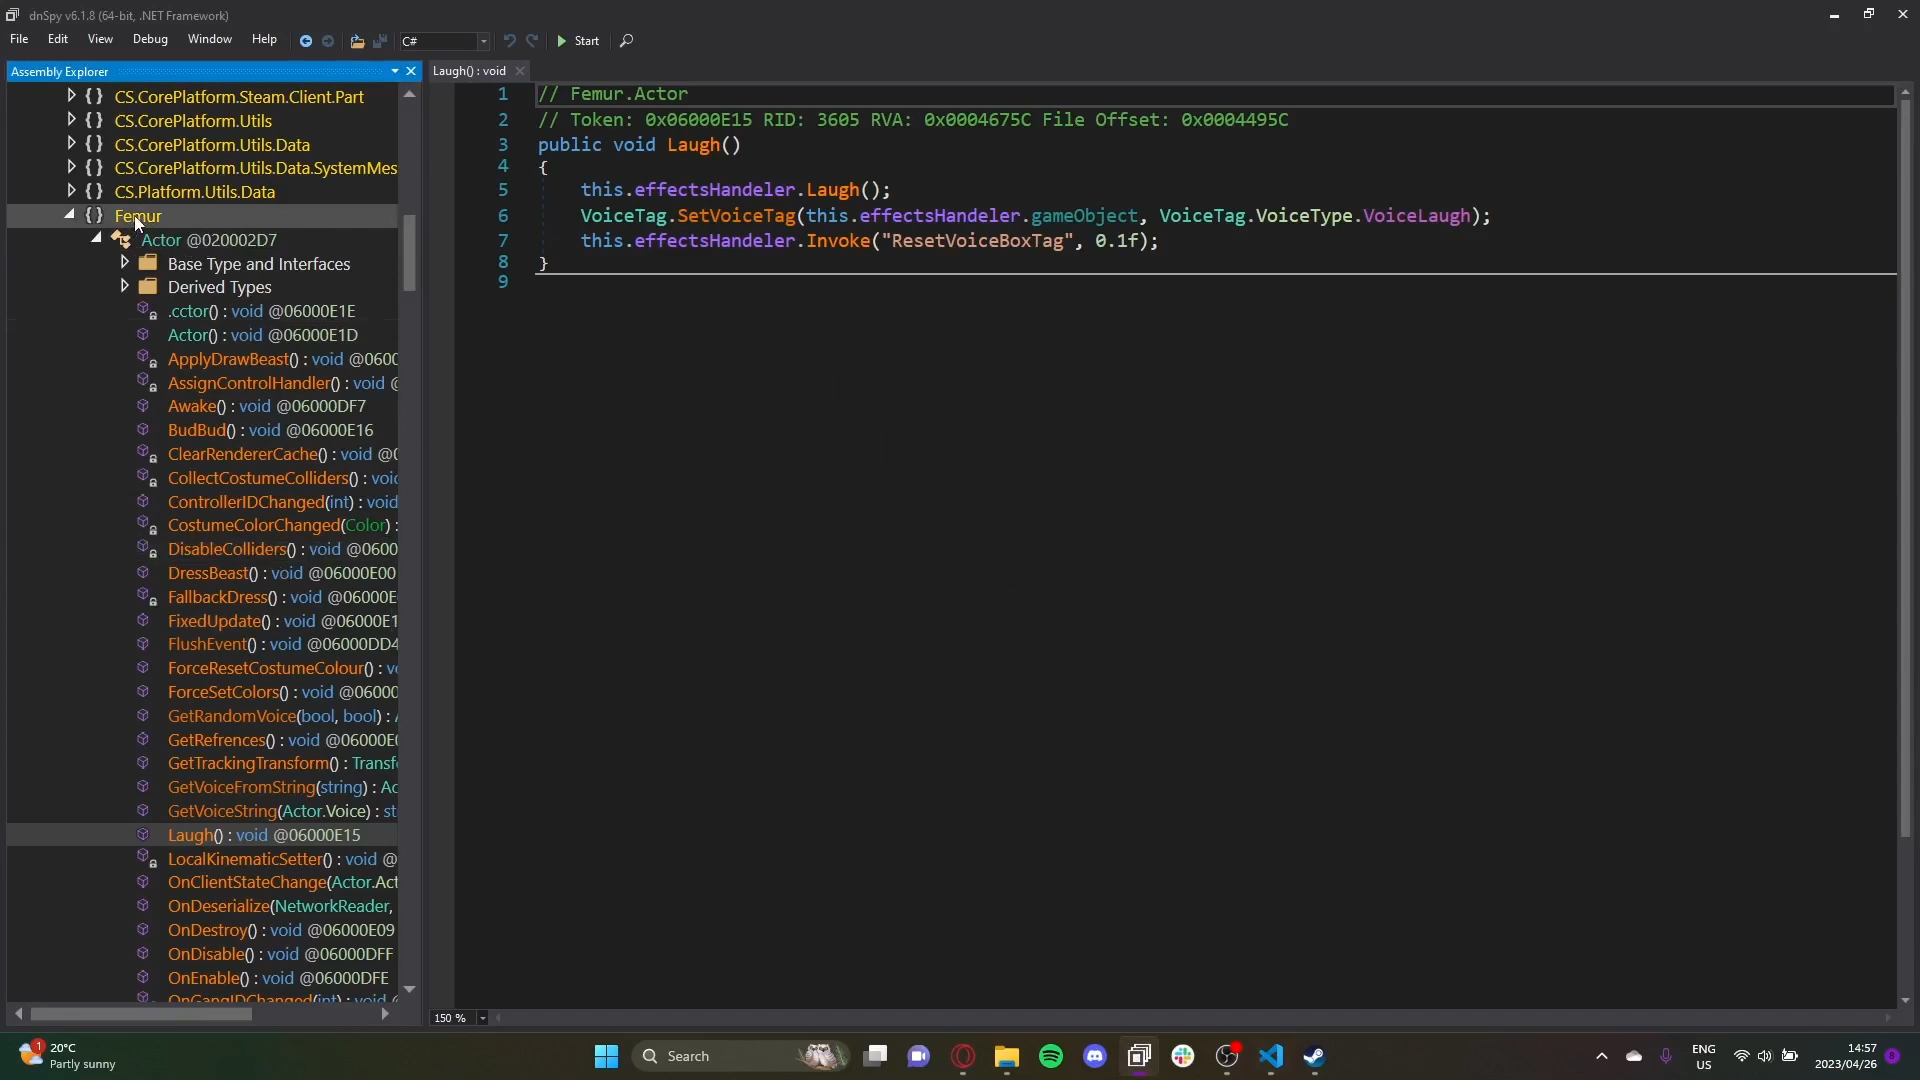 dnSpy v6.1.8 (64-bit, .NET Framework)
File Edit View Debug Window Help C# Start
Assembly Explorer
Laugh() : void
CS.CorePlatform.Steam.Client.Part
CS.CorePlatform.Utils
CS.CorePlatform.Utils.Data
CS.CorePlatform.Utils.Data.SystemMes
CS.Platform.Utils.Data
Femur
Actor @020002D7
Base Type and Interfaces
Derived Types
.cctor() : void @06000E1E
Actor() : void @06000E1D
ApplyDrawBeast() : void @0600
AssignControlHandler() : void @
Awake() : void @06000DF7
BudBud() : void @06000E16
ClearRendererCache() : void @0
CollectCostumeColliders() : void
ControllerIDChanged(int) : void
CostumeColorChanged(Color) :
DisableColliders() : void @0600
DressBeast() : void @06000E00
FallbackDress() : void @06000E
FixedUpdate() : void @06000E1
FlushEvent() : void @06000DD4
ForceResetCostumeColour() : v
ForceSetColors() : void @06000
GetRandomVoice(bool, bool) : A
GetRefrences() : void @06000E0
GetTrackingTransform() : Transf
GetVoiceFromString(string) : Ac
GetVoiceString(Actor.Voice) : st
Laugh() : void @06000E15
LocalKinematicSetter() : void @
OnClientStateChange(Actor.Act
OnDeserialize(NetworkReader,
OnDestroy() : void @06000E09
OnDisable() : void @06000DFF
OnEnable() : void @06000DFE
OnGangIDChanged(int) : void @
1 // Femur.Actor
2 // Token: 0x06000E15 RID: 3605 RVA: 0x0004675C File Offset: 0x0004495C
3 public void Laugh()
4 {
5 this.effectsHandeler.Laugh();
6 VoiceTag.SetVoiceTag(this.effectsHandeler.gameObject, VoiceTag.VoiceType.VoiceLaugh);
7 this.effectsHandeler.Invoke("ResetVoiceBoxTag", 0.1f);
8 }
9
150 %
1
20°C
Partly sunny
Search
ENG
US
14:57
2023/04/26
8